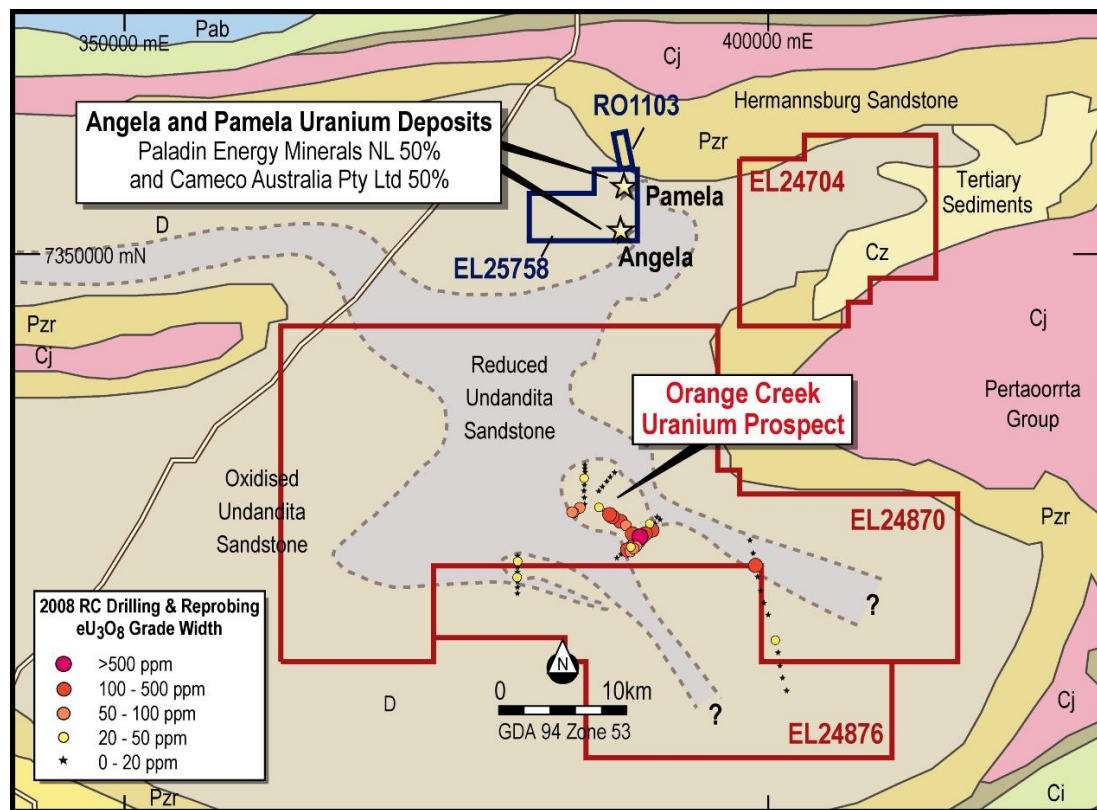 Pab
350000 mE
400000 mE
Cj
RO1103
Hermannsburg Sandstone
Angela and Pamela Uranium Deposits
Paladin Energy Minerals NL 50%
and Cameco Australia Pty Ltd 50%
Pzr
EL24704
Tertiary
Sediments
Pamela
D
7350000 mN
Angela
EL25758
Cz
Pzr
Cj
Cj
Reduced
Undandita
Sandstone
Orange Creek
Uranium Prospect
Pertaoorrta
Group
Oxidised
Undandita
Sandstone
EL24870
Pzr
?
2008 RC Drilling & Reprobing
eU3O8 Grade Width
>500 ppm
100 - 500 ppm
50 - 100 ppm
20 - 50 ppm
0 - 20 ppm
N
0 10km
GDA 94 Zone 53
D
?
EL24876
Cj
Pzr
Ci